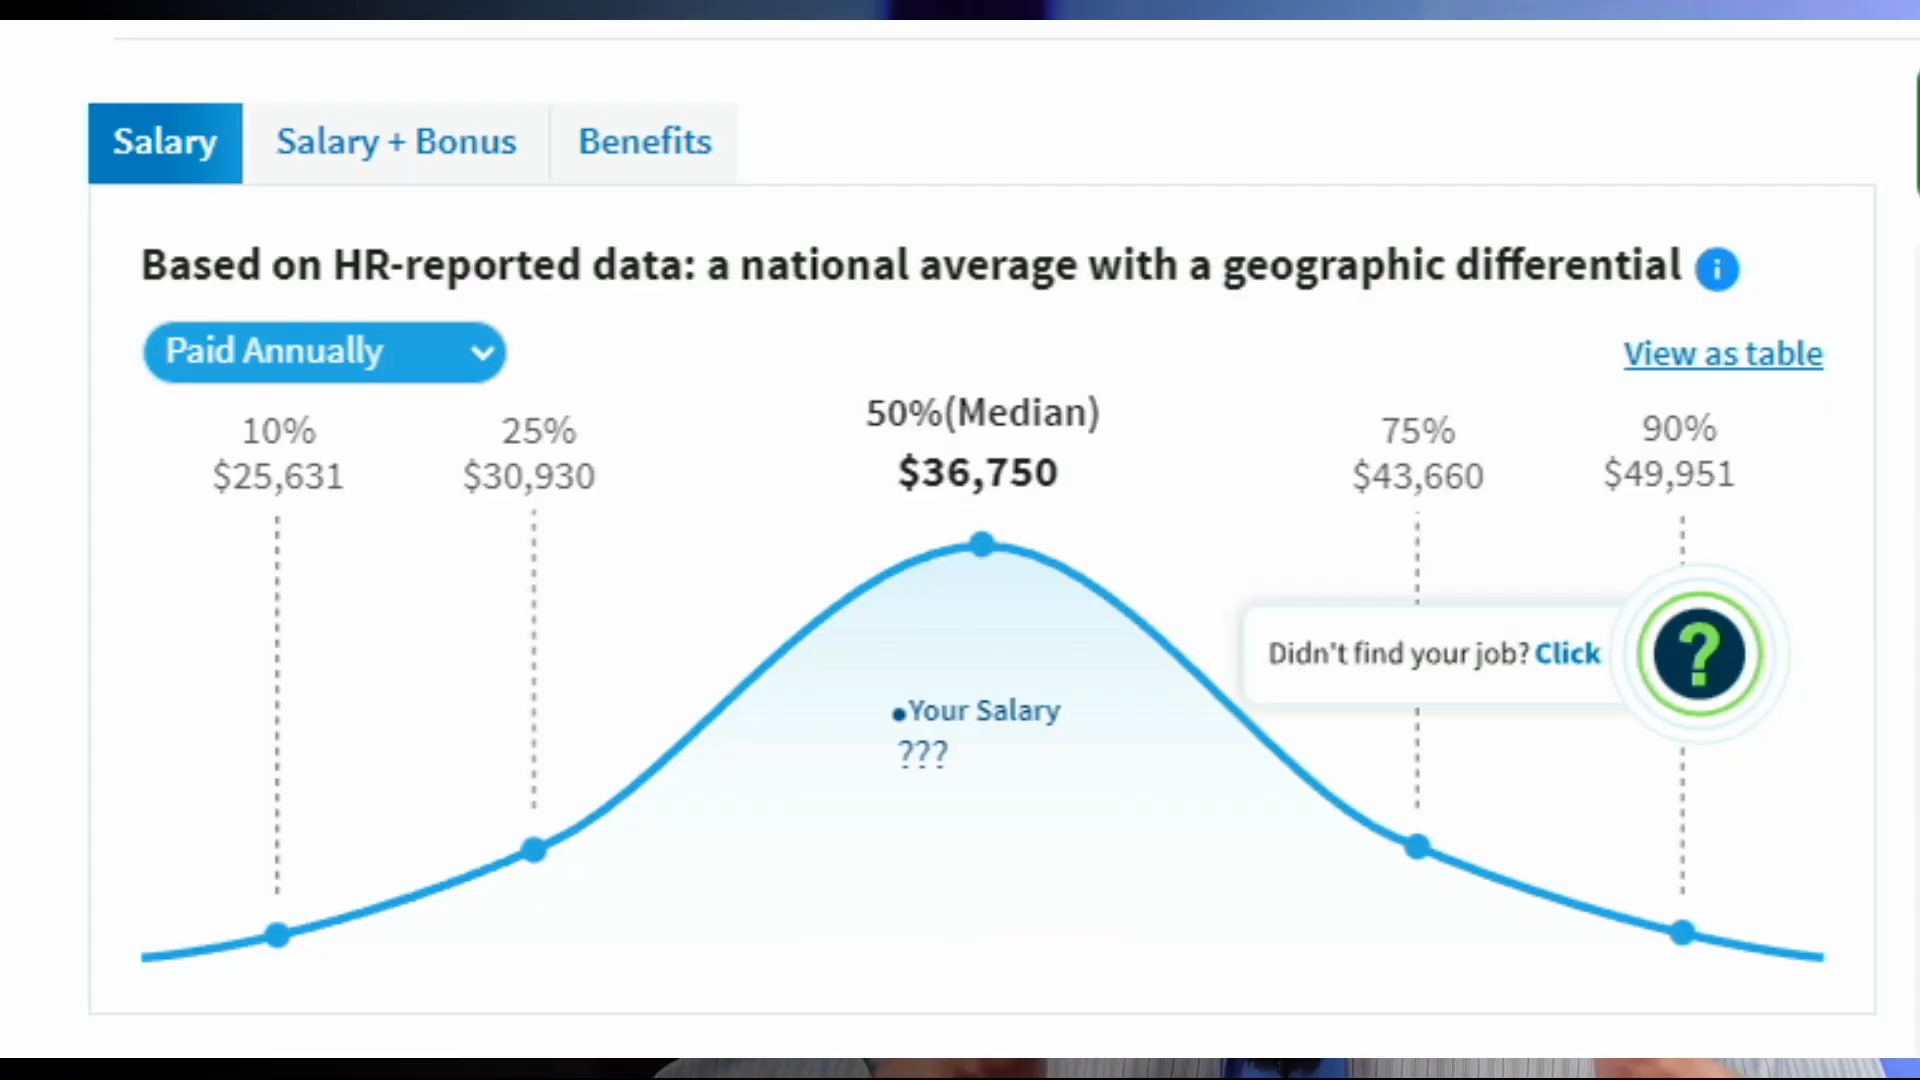 Salary
Salary + Bonus
Benefits
Based on HR-reported data: a national average with a geographic differential
i
Paid Annually
View as table
10%
$25,631
25%
$30,930
50%(Median)
$36,750
75%
$43,660
90%
$49,951
Didn't find your job? Click
?
•Your Salary
???